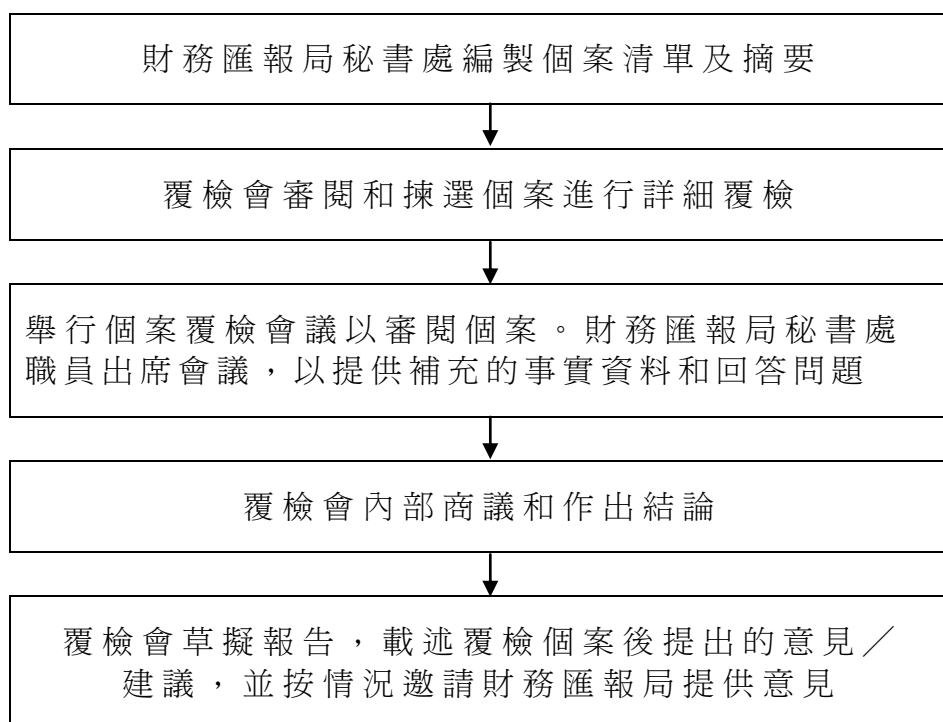 財務匯報局秘書處編製個案清單及摘要
覆檢會審閱和揀選個案進行詳細覆檢
舉行個案覆檢會議以審閱個案。財務匯報局秘書處
職員出席會議，以提供補充的事實資料和回答問題
覆檢會內部商議和作出結論
覆檢會草擬報告，載述覆檢個案後提出的意見／
建議，並按情況邀請財務匯報局提供意見